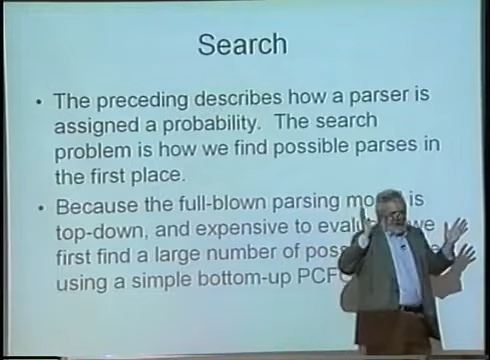 Search
• The preceding describes how a parser is
assigned a probability. The search
problem is how we find possible parses in
the first place.
• Because the full-blown parsing is
top-down, and expensive to we
first find a large number of
using a simple bottom-up